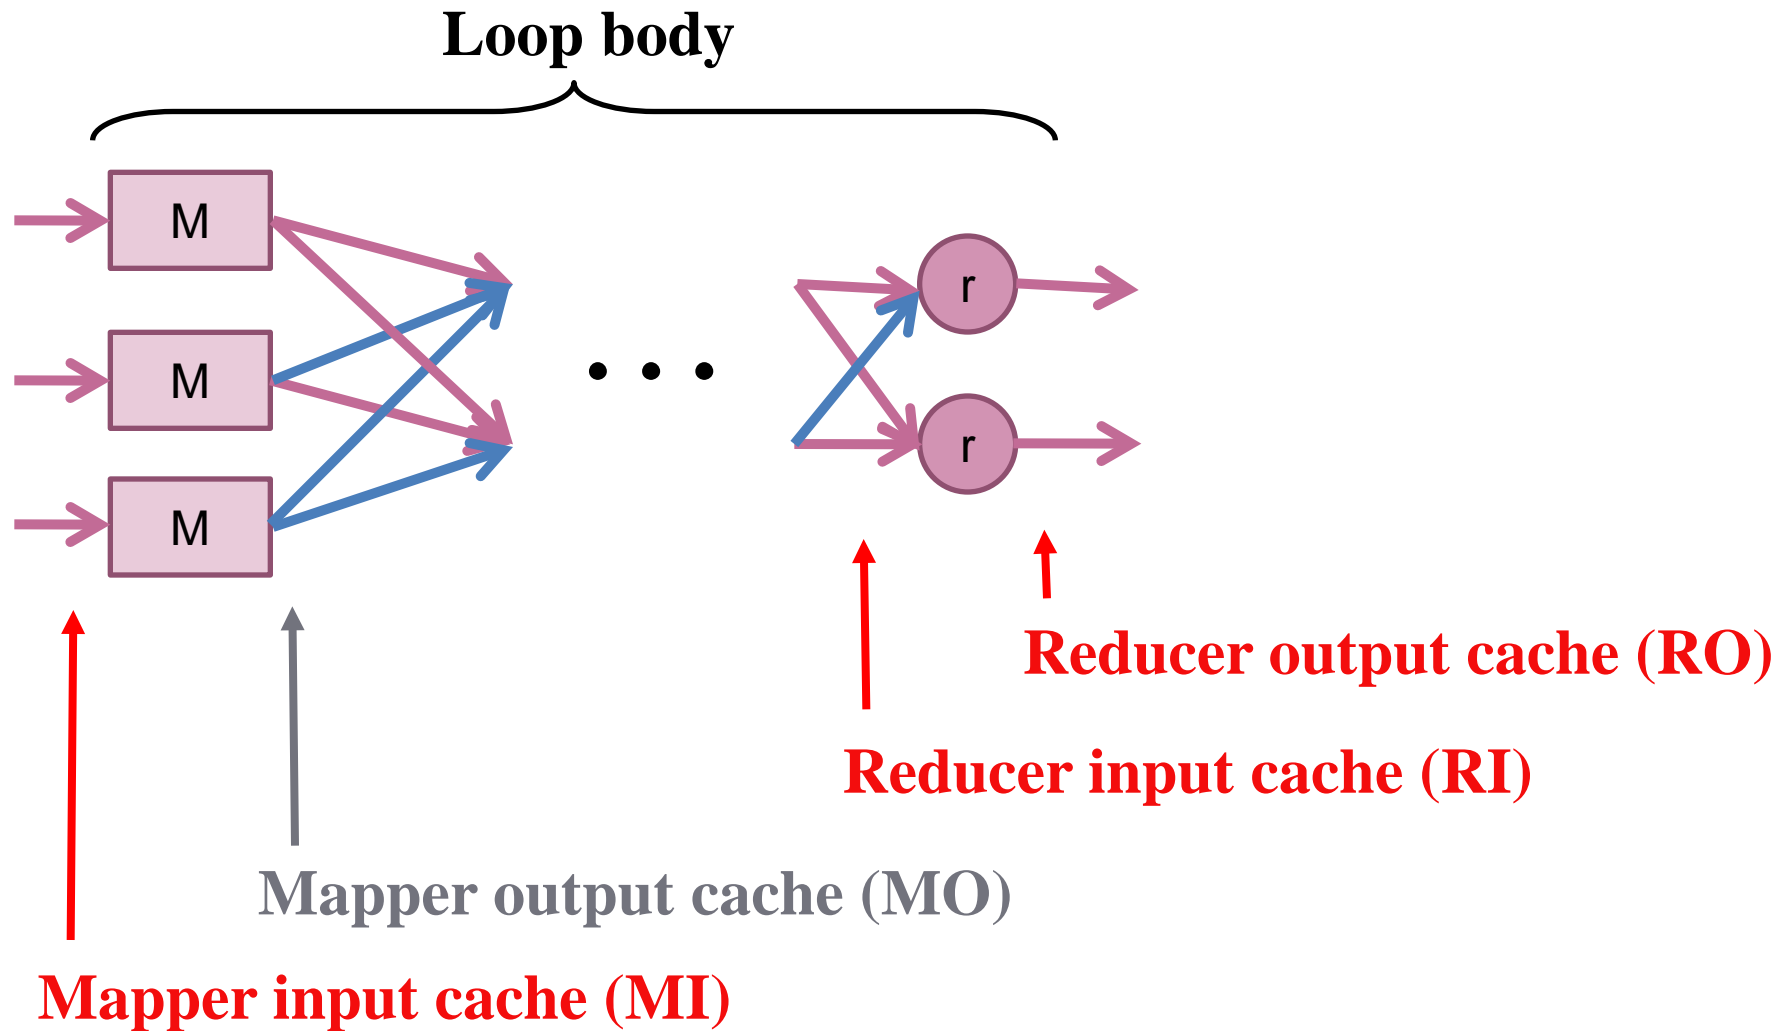 Loop body
M
M
r
M
r
Reducer output cache (RO)
Reducer input cache (RI)
Mapper output cache (MO)
Mapper input cache (MI)